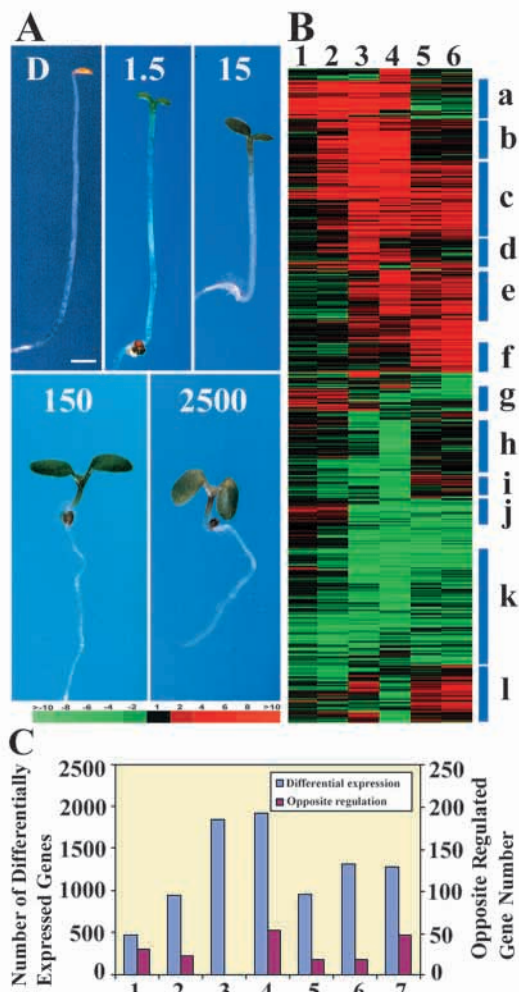 A
B
D
1.5
15
1 2 3 4 5 6
a
b
c
d
e
f
g
h
i
j
k
l
150
2500
>-10 -8 -6 -4 -2 1 2 4 6 8 >10
C
Number of Differentially
Expressed Genes
2500
2000
1500
1000
500
0
Differential expression
Opposite regulation
250
200
150
100
50
0
Opposite Regulated
Gene Number
1 2 3 4 5 6 7